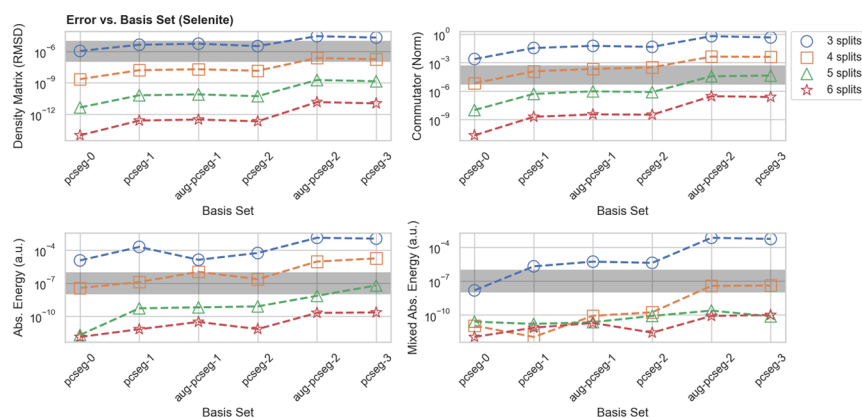 Error vs. Basis Set (Selenite)
Density Matrix (RMSD)
10⁻⁶
10⁻⁹
10⁻¹²
pcseg-0
pcseg-1
aug-pcseg-1
pcseg-2
aug-pcseg-2
pcseg-3
Basis Set
Commutator (Norm)
10⁰
10⁻³
10⁻⁶
10⁻⁹
pcseg-0
pcseg-1
aug-pcseg-1
pcseg-2
aug-pcseg-2
pcseg-3
Basis Set
3 splits
4 splits
5 splits
6 splits
Abs. Energy (a.u.)
10⁻⁴
10⁻⁷
10⁻¹⁰
pcseg-0
pcseg-1
aug-pcseg-1
pcseg-2
aug-pcseg-2
pcseg-3
Basis Set
Mixed Abs. Energy (a.u.)
10⁻⁴
10⁻⁷
10⁻¹⁰
pcseg-0
pcseg-1
aug-pcseg-1
pcseg-2
aug-pcseg-2
pcseg-3
Basis Set